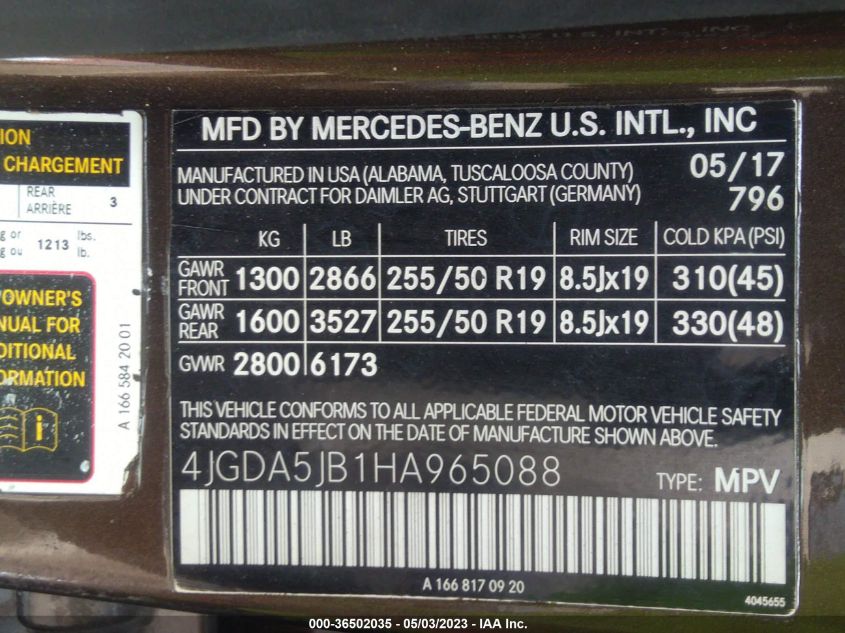 TION
CHARGEMENT
REAR
ARRIÈRE 3
g or 1213 lbs.
g ou lb.
OWNER'S
NUAL FOR
DITIONAL
ORMATION
A 166 584 20 01
MFD BY MERCEDES-BENZ U.S. INTL., INC
MANUFACTURED IN USA (ALABAMA, TUSCALOOSA COUNTY) 05/17
UNDER CONTRACT FOR DAIMLER AG, STUTTGART (GERMANY) 796
KG LB TIRES RIM SIZE COLD KPA (PSI)
GAWR FRONT 1300 2866 255/50 R19 8.5Jx19 310(45)
GAWR REAR 1600 3527 255/50 R19 8.5Jx19 330(48)
GVWR 2800 6173
THIS VEHICLE CONFORMS TO ALL APPLICABLE FEDERAL MOTOR VEHICLE SAFETY
STANDARDS IN EFFECT ON THE DATE OF MANUFACTURE SHOWN ABOVE.
4JGDA5JB1HA965088 TYPE: MPV
A 166 817 09 20
4045655
040-36502035 - 05/03/2023 - IAA Inc.